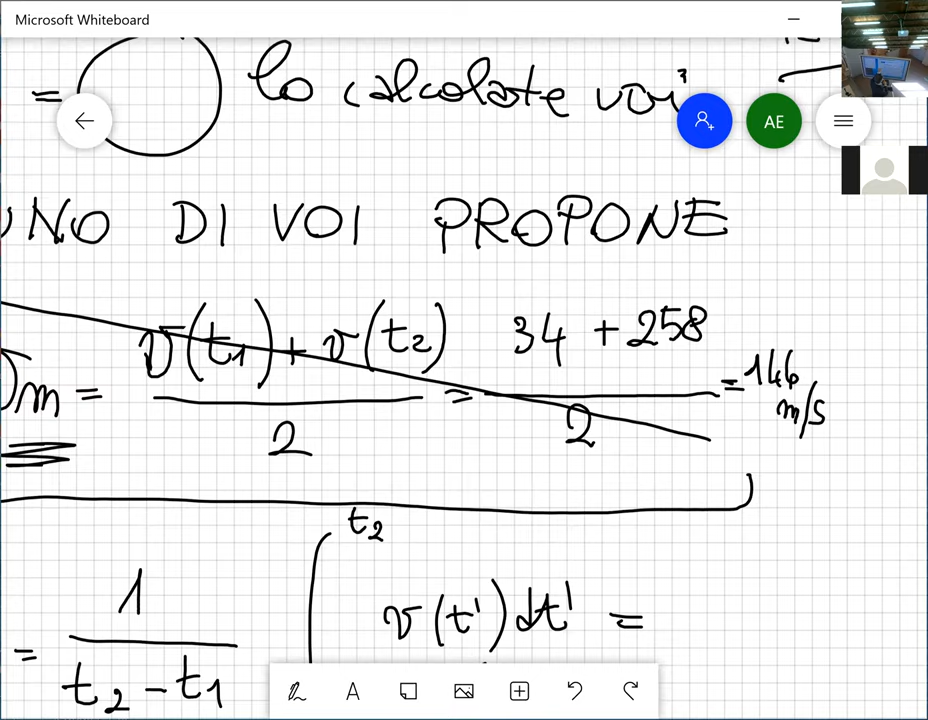 Microsoft Whiteboard
= lo calcolate voi
AE
UNO DI VOI PROPONE
vm = (v(t1) + v(t2)) / 2 = (34 + 258) / 2 = 146 m/s
t2
= 1 / (t2 - t1) ∫ v(t') dt' =
A